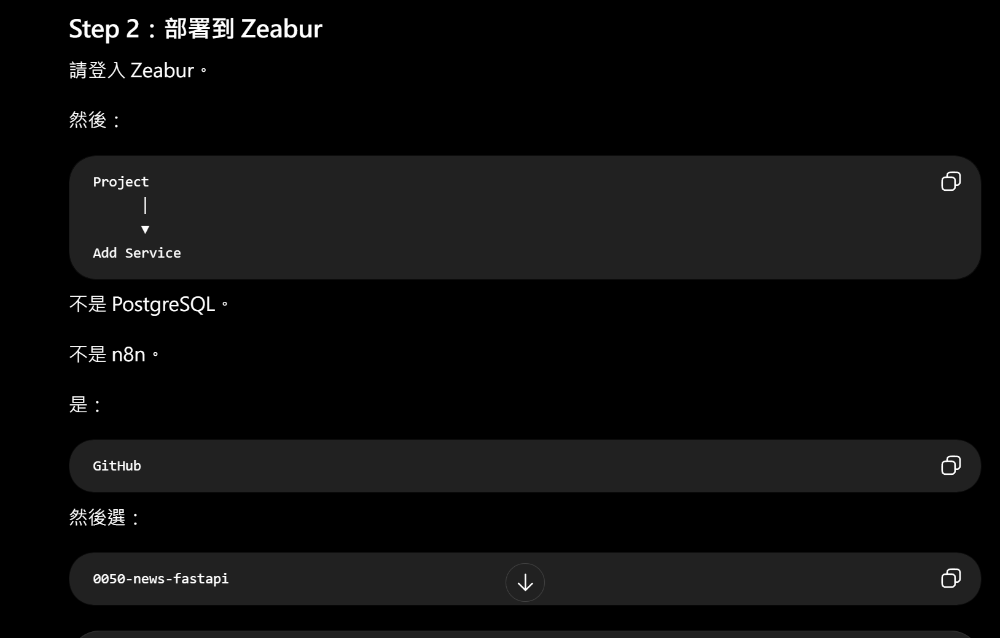 Step 2：部署到 Zeabur
請登入 Zeabur。
然後：
Project
│
▼
Add Service
不是 PostgreSQL。
不是 n8n。
是：
GitHub
然後選：
0050-news-fastapi